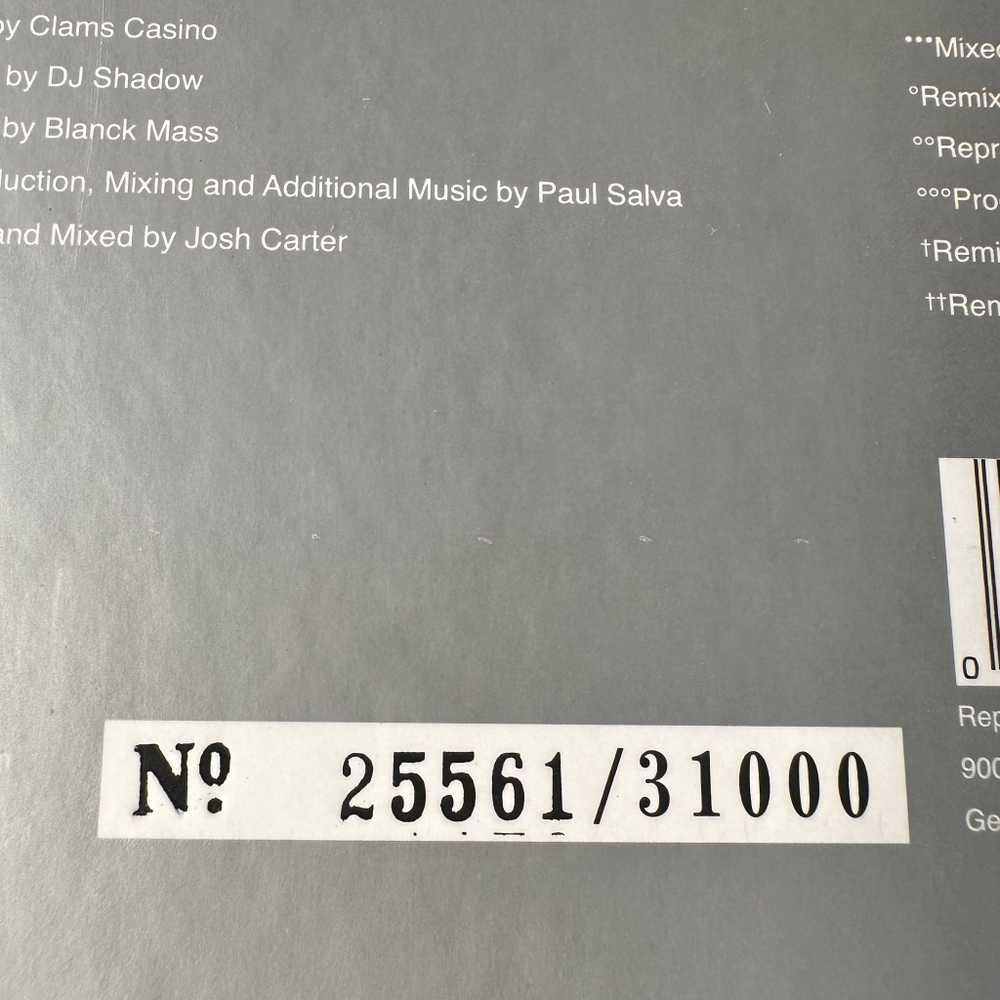 by Clams Casino
by DJ Shadow
by Blanck Mass
duction, Mixing and Additional Music by Paul Salva
and Mixed by Josh Carter
•••Mixed
°Remix
°°Repr
°°°Pro
†Remi
††Rem
0
Rep
900
Ge
Nº 25561/31000